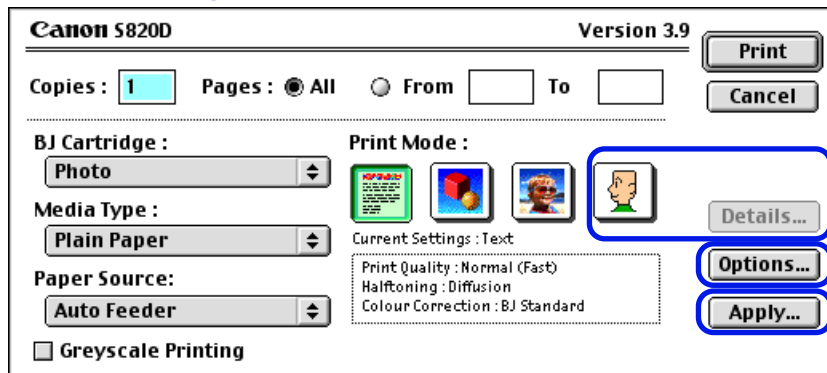 Canon S820D Version 3.9
Print
Copies : 1 Pages : All From To
Cancel
BJ Cartridge :
Photo
Print Mode :
Media Type :
Plain Paper
Details...
Current Settings : Text
Paper Source:
Auto Feeder
Print Quality : Normal (Fast)
Halftoning : Diffusion
Colour Correction : BJ Standard
Options...
Apply...
Greyscale Printing